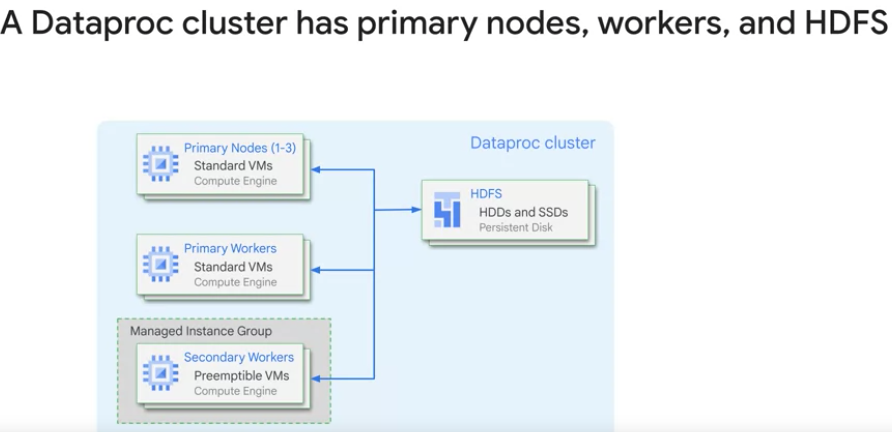 A Dataproc cluster has primary nodes, workers, and HDFS
Dataproc cluster
Primary Nodes (1-3)
Standard VMs
Compute Engine
HDFS
HDDs and SSDs
Persistent Disk
Primary Workers
Standard VMs
Compute Engine
Managed Instance Group
Secondary Workers
Preemptible VMs
Compute Engine